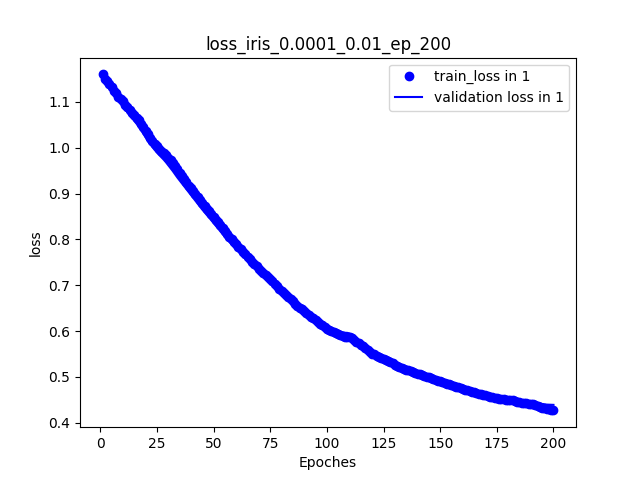 loss_iris_0.0001_0.01_ep_200
train_loss in 1
validation loss in 1
loss
1.1
1.0
0.9
0.8
0.7
0.6
0.5
0.4
0 25 50 75 100 125 150 175 200
Epoches